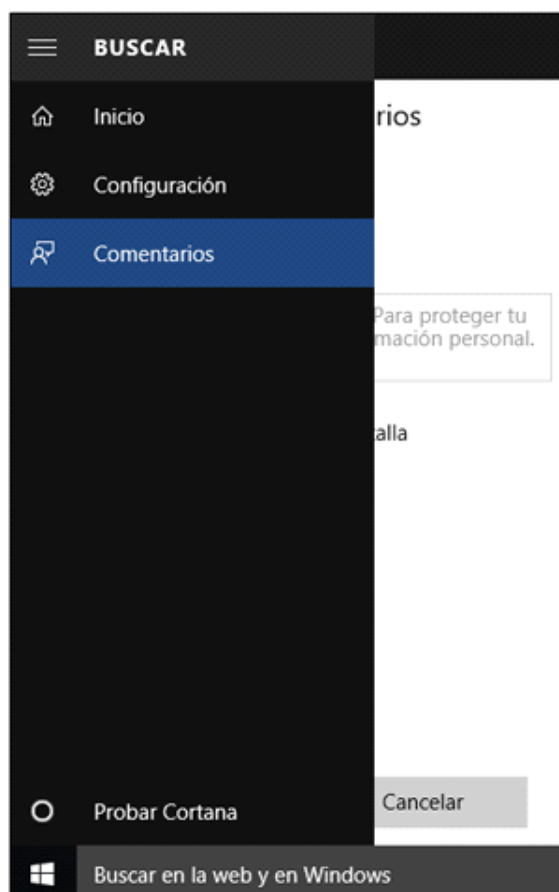 BUSCAR
Inicio
rios
Configuración
Comentarios
Para proteger tu
mación personal.
alla
Cancelar
Probar Cortana
Buscar en la web y en Windows